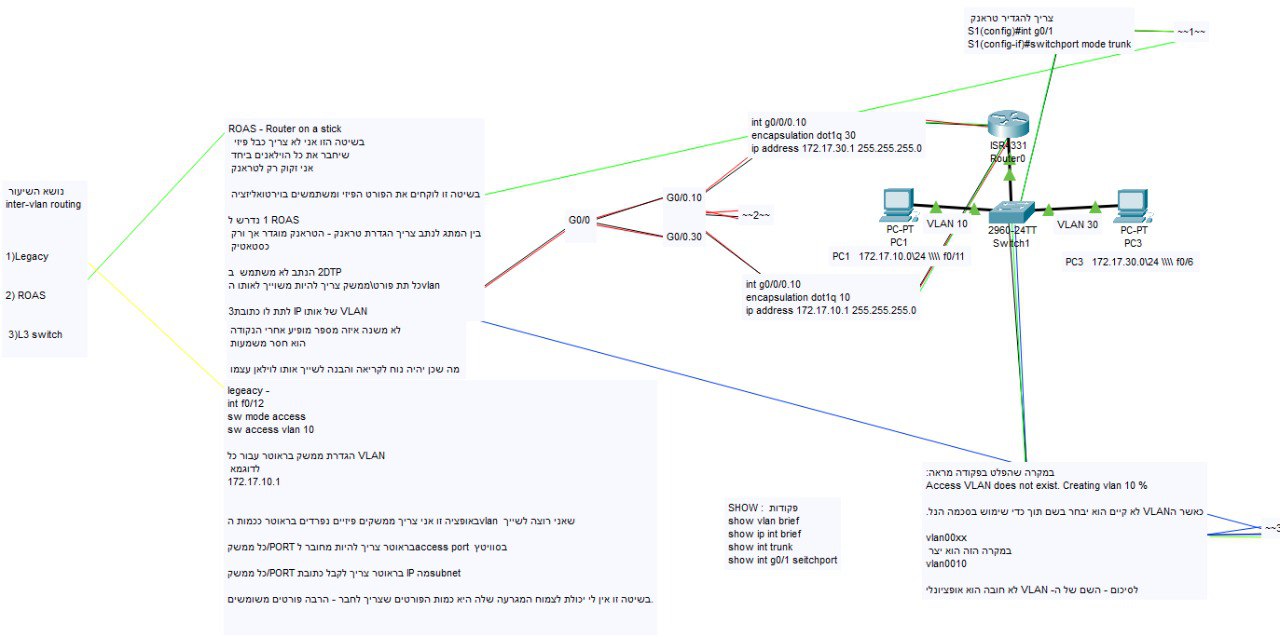 נושא השיעור
inter-vlan routing
1)Legacy
2) ROAS
3)L3 switch
ROAS - Router on a stick
בשיטה הזו אני לא צריך כבל פיזי
שיחבר את כל הוילאנים ביחד
אני זקוק רק לטראנק
בשיטה זו לוקחים את הפורט הפיזי ומשתמשים בוירטואליזציה
ROAS 1 נדרש ל
בין המתג לנתב צריך הגדרת טראנק - הטראנק מוגדר אך ורק
כסטאטיק
2DTP הנתב לא משתמש ב
vlanכל תת פורט\ממשק צריך להיות משוייך לאותו ה
VLAN של אותו IP לתת לו כתובת3
לא משנה איזה מספר מופיע אחרי הנקודה
הוא חסר משמעות
מה שכן יהיה נוח לקריאה והבנה לשייך אותו לוילאן עצמו
legeacy -
int f0/12
sw mode access
sw access vlan 10
VLAN הגדרת ממשק בראוטר עבור כל
לדוגמא
172.17.10.1
שאני רוצה לשייך vlanבאופציה זו אני צריך ממשקים פיזיים נפרדים בראוטר ככמות ה
בסוויטץ access portבראוטר צריך להיות מחובר ל PORT/כל ממשק
subnetמה IP בראוטר צריך לקבל כתובת PORT/כל ממשק
בשיטה זו אין לי יכולת לצמוח המגרעה שלה היא כמות הפורטים שצריך לחבר - הרבה פורטים משומשים.
G0/0
G0/0.10
G0/0.30
~~2~~
int g0/0/0.10
encapsulation dot1q 30
ip address 172.17.30.1 255.255.255.0
int g0/0/0.10
encapsulation dot1q 10
ip address 172.17.10.1 255.255.255.0
צריך להגדיר טראנק
S1(config)#int g0/1
S1(config-if)#switchport mode trunk
~~1~~
ISR4331
Router0
PC-PT
PC1
VLAN 10
2960-24TT
Switch1
VLAN 30
PC-PT
PC3
PC1 172.17.10.0\24 \\\\ f0/11
PC3 172.17.30.0\24 \\\\ f0/6
פקודות : SHOW
show vlan brief
show ip int brief
show int trunk
show int g0/1 seitchport
במקרה שהפלט בפקודה מראה:
Access VLAN does not exist. Creating vlan 10 %
כאשר הVLAN לא קיים הוא יבחר בשם תוך כדי שימוש בסכמה הנל.
vlan00xx
במקרה הזה הוא יצר
vlan0010
לסיכום - השם של ה- VLAN לא חובה הוא אופציונלי
~~3